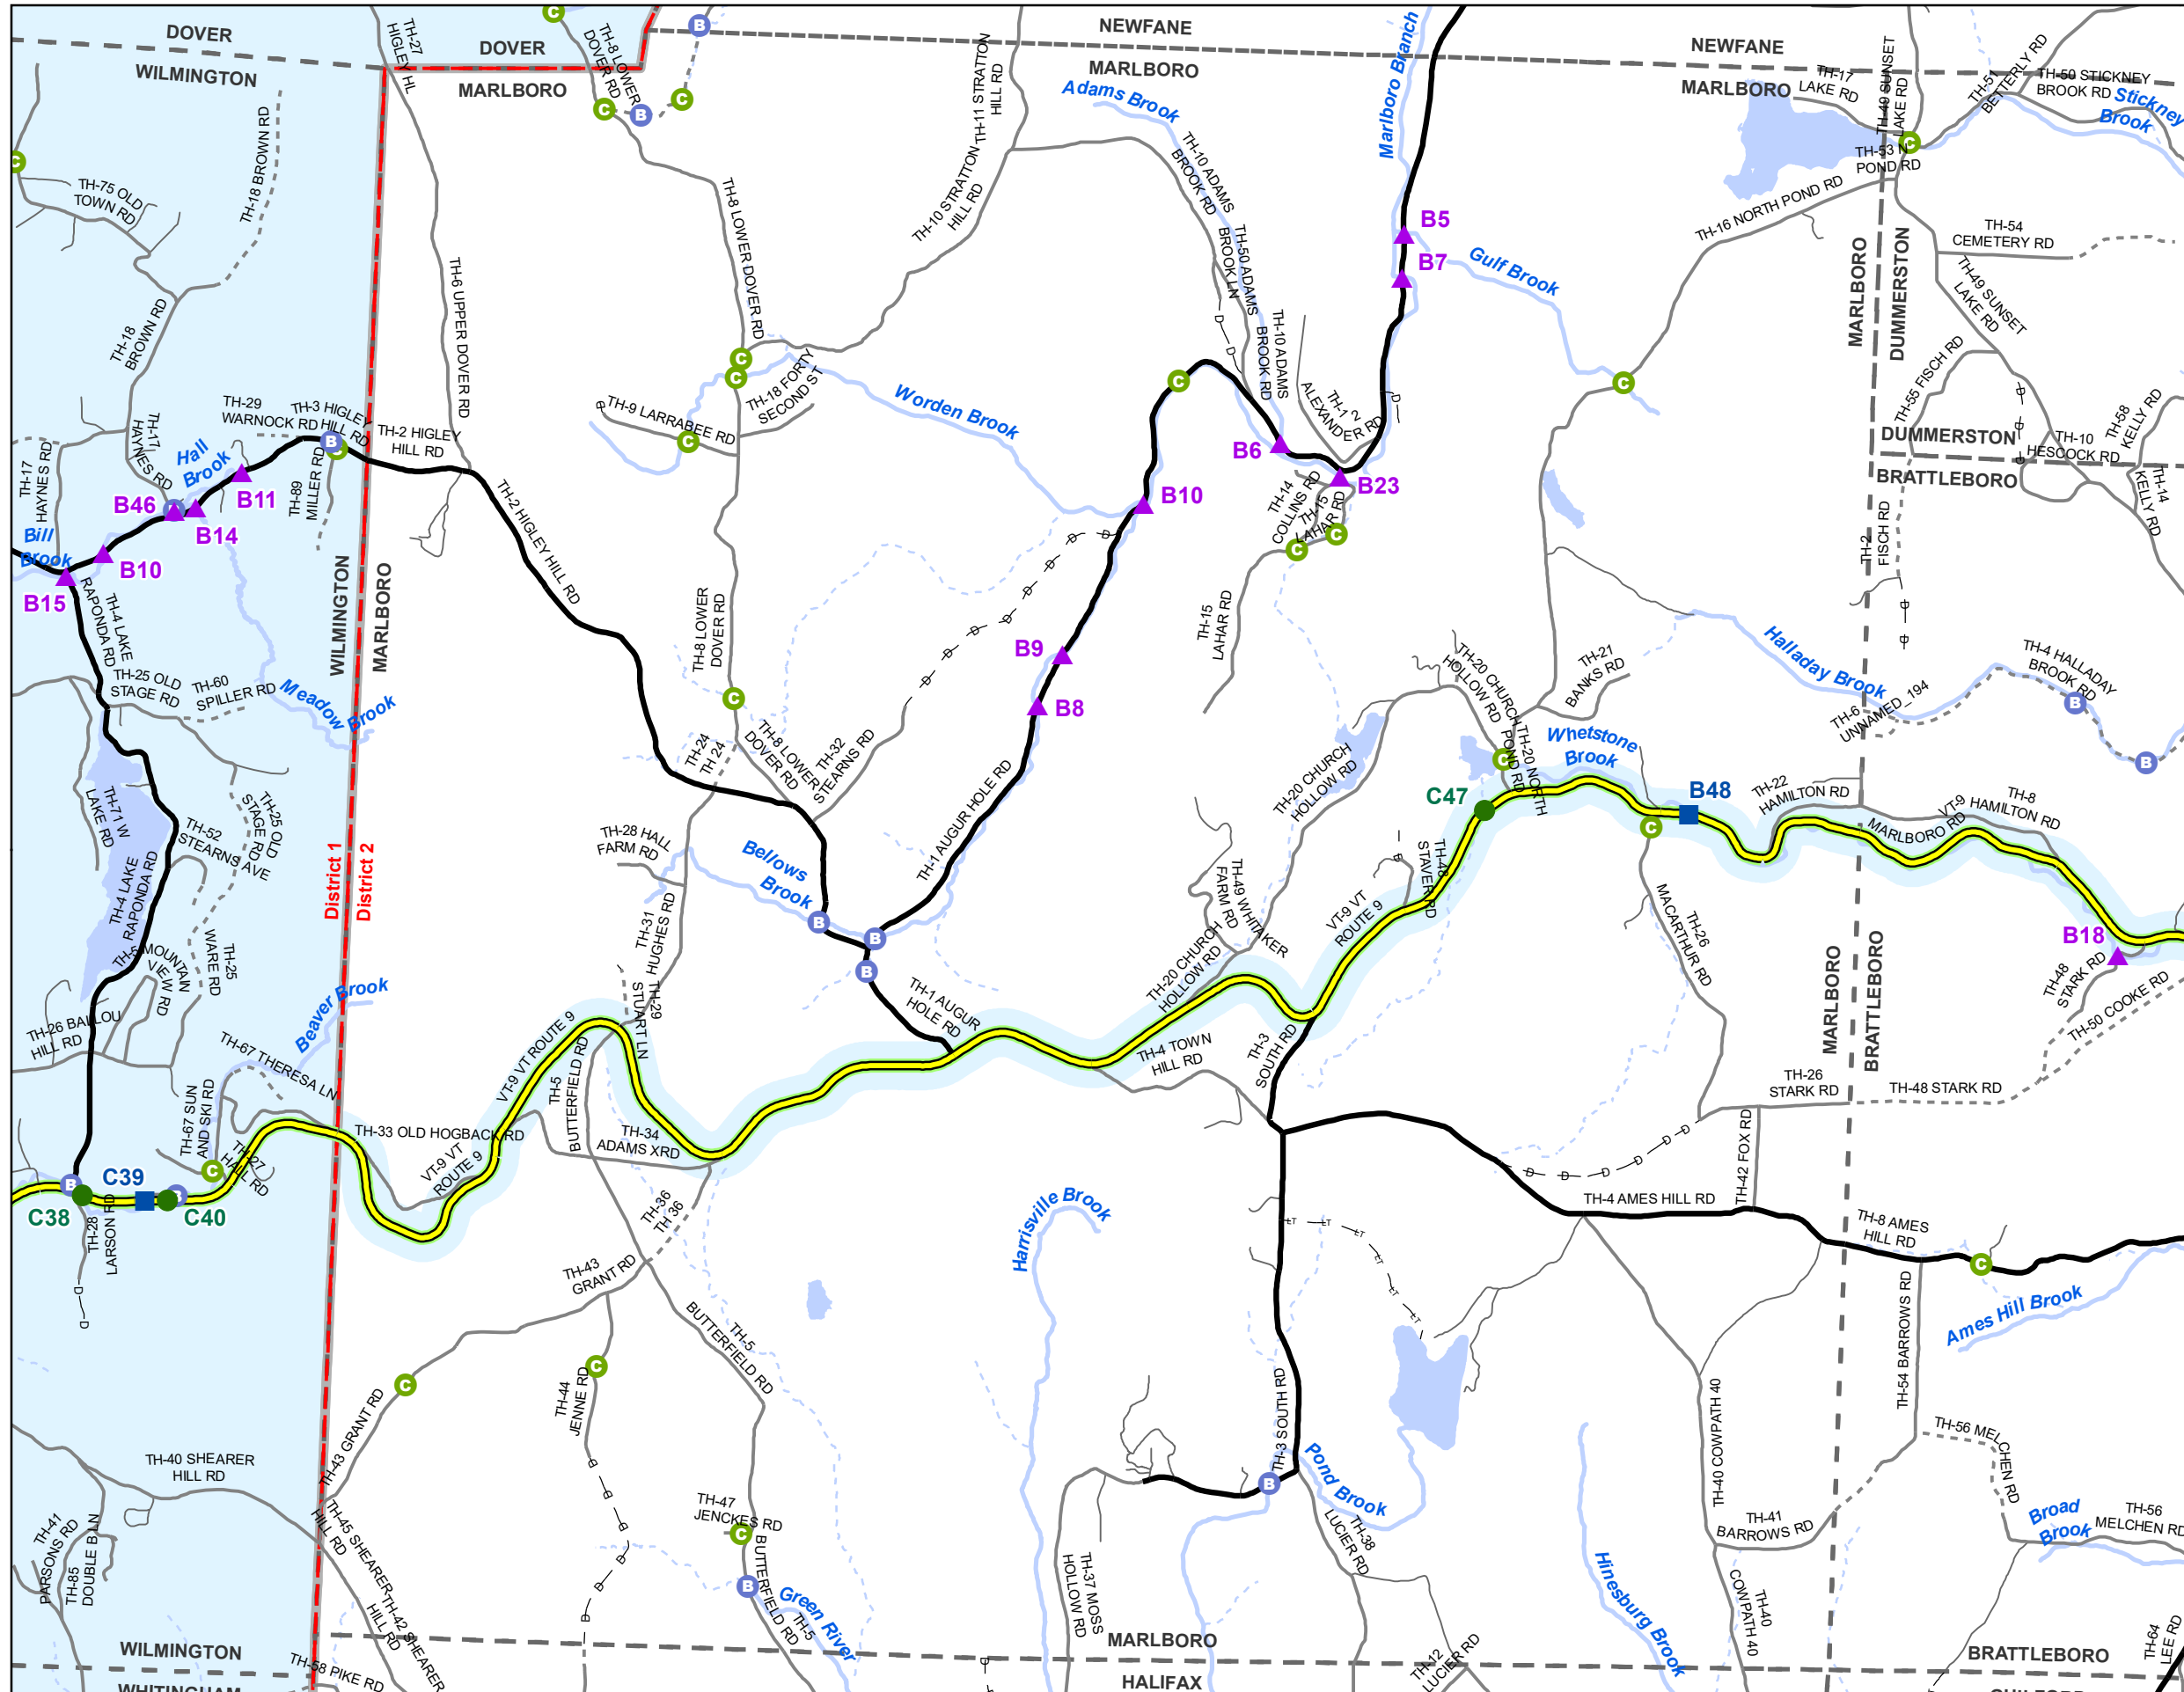 DOVER
WILMINGTON
TH-27
HIGLEY HL
DOVER
MARLBORO
TH-8 LOWER
DOVER RD
B
NEWFANE
MARLBORO
NEWFANE
MARLBORO
C
C
B
C
C
TH-75 OLD
TOWN RD
TH-18 BROWN RD
TH-11 STRATTON
HILL RD
TH-10 STRATTON
HILL RD
Adams Brook
TH-10 ADAMS
BROOK RD
TH-50 ADAMS
BROOK LN
TH-10 ADAMS
BROOK RD
Marlboro Branch
B5
B7
Gulf Brook
TH-17
LAKE RD
TH-49 SUNSET
LAKE RD
TH-51
BETTERLY RD
TH-50 STICKNEY
BROOK RD
Stickney
Brook
C
TH-53 N
POND RD
TH-16 NORTH POND RD
TH-54
CEMETERY RD
MARLBORO
DUMMERSTON
TH-49 SUNSET
LAKE RD
TH-55 FISCH RD
TH-58
KELLY RD
DUMMERSTON
BRATTLEBORO
TH-10
HESCOCK RD
TH-14
KELLY RD
TH-2
FISCH RD
TH-18
BROWN RD
TH-6 UPPER DOVER RD
TH-8 LOWER DOVER RD
C
C
TH-18 FORTY
SECOND ST
TH-9 LARRABEE RD
C
Worden Brook
C
TH-1 2
ALEXANDER RD
C
TH-29
WARNOCK RD
TH-3 HIGLEY
HILL RD
B
C
TH-2 HIGLEY
HILL RD
TH-17
HAYNES RD
TH-17
HAYNES RD
Hall
Brook
TH-89
MILLER RD
B11
B46
B14
B10
B15
Bill
Brook
B6
B23
B10
TH-14
COLLINS RD
TH-15
LAHAR RD
C
C
TH-2 HIGLEY HILL RD
WILMINGTON
MARLBORO
TH-4 LAKE
RAPONDA RD
TH-25 OLD
STAGE RD
TH-60
SPILLER RD
Meadow Brook
TH-8 LOWER
DOVER RD
C
B9
B8
TH-15
LAHAR RD
TH-20 CHURCH
HOLLOW RD
TH-21
BANKS RD
Halladay Brook
TH-4 HALLADAY
BROOK RD
TH-6
UNNAMED_194
B
B
TH-24
TH 24
TH-8 LOWER
DOVER RD
TH-32
STEARNS RD
TH-71 W
LAKE RD
TH-25 OLD
STAGE RD
TH-52
STEARNS AVE
TH-20 CHURCH
HOLLOW RD
TH-20 NORTH
POND RD
C
Whetstone
Brook
C47
B48
C
TH-22
HAMILTON RD
VT-9
MARLBORO RD
TH-8
HAMILTON RD
TH-28 HALL
FARM RD
Bellows
Brook
TH-1 AUGUR HOLE RD
TH-4 LAKE
RAPONDA RD
District 1
District 2
TH-49 WHITAKER
FARM RD
TH-48
STAVER RD
VT-9 VT
ROUTE 9
B
B
B
TH-31
HUGHES RD
TH-26
MACARTHUR RD
MARLBORO
BRATTLEBORO
B18
TH-48
STARK RD
TH-50 COOKE RD
MOUNTAIN
VIEW RD
TH-25
WARE RD
Beaver Brook
TH-29
STUART LN
TH-1 AUGUR
HOLE RD
TH-20 CHURCH
HOLLOW RD
TH-26 BALLOU
HILL RD
TH-67 THERESA LN
VT-9 VT ROUTE 9
TH-5
BUTTERFIELD RD
TH-4 TOWN
HILL RD
TH-3
SOUTH RD
TH-26
STARK RD
TH-48 STARK RD
TH-67 SUN
AND SKI RD
TH-33 OLD HOGBACK RD
TH-34
ADAMS XRD
TH-27
HALL RD
VT-9 VT
ROUTE 9
C
B
C39
B
C38
C40
TH-28
LARSON RD
TH-36
TH 36
TH-42 FOX RD
TH-4 AMES HILL RD
TH-8 AMES
HILL RD
C
Harrisville Brook
TH-43
GRANT RD
Ames Hill Brook
TH-5
BUTTERFIELD RD
TH-54 BARROWS RD
C
C
TH-43 GRANT RD
TH-44
JENNE RD
TH-3 SOUTH RD
TH-40 COWPATH 40
TH-56 MELCHEN RD
TH-40 SHEARER
HILL RD
Pond Brook
B
TH-47
JENCKES RD
C
TH-41
BARROWS RD
Broad
Brook
TH-56
MELCHEN RD
TH-41
PARSONS RD
TH-85
DOUBLE B LN
TH-45 SHEARER
HILL RD
TH-38
LUCIER RD
TH-37 MOSS
HOLLOW RD
B
TH-5
BUTTERFIELD RD
Green River
TH-42 SHEARER
HILL RD
Hinesburg Brook
TH-40
COWPATH 40
WILMINGTON
WHITINGHAM
TH-58 PIKE RD
MARLBORO
HALIFAX
TH-12
LUCIER RD
BRATTLEBORO
GUILFORD
TH-64
LEE RD